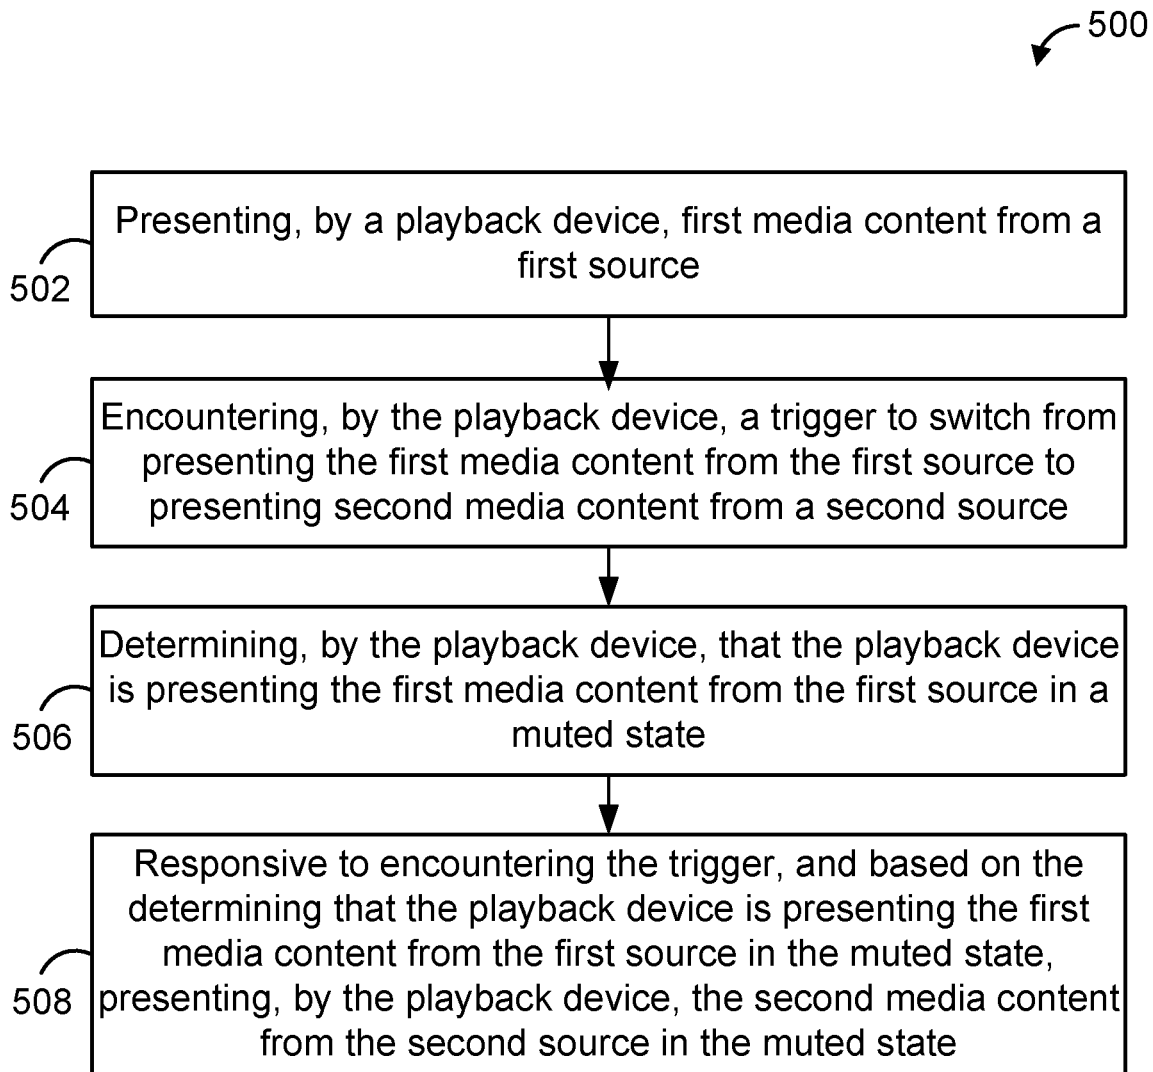 500
Presenting, by a playback device, first media content from a
first source
502
Encountering, by the playback device, a trigger to switch from
presenting the first media content from the first source to
presenting second media content from a second source
504
Determining, by the playback device, that the playback device
is presenting the first media content from the first source in a
muted state
506
Responsive to encountering the trigger, and based on the
determining that the playback device is presenting the first
media content from the first source in the muted state,
presenting, by the playback device, the second media content
from the second source in the muted state
508